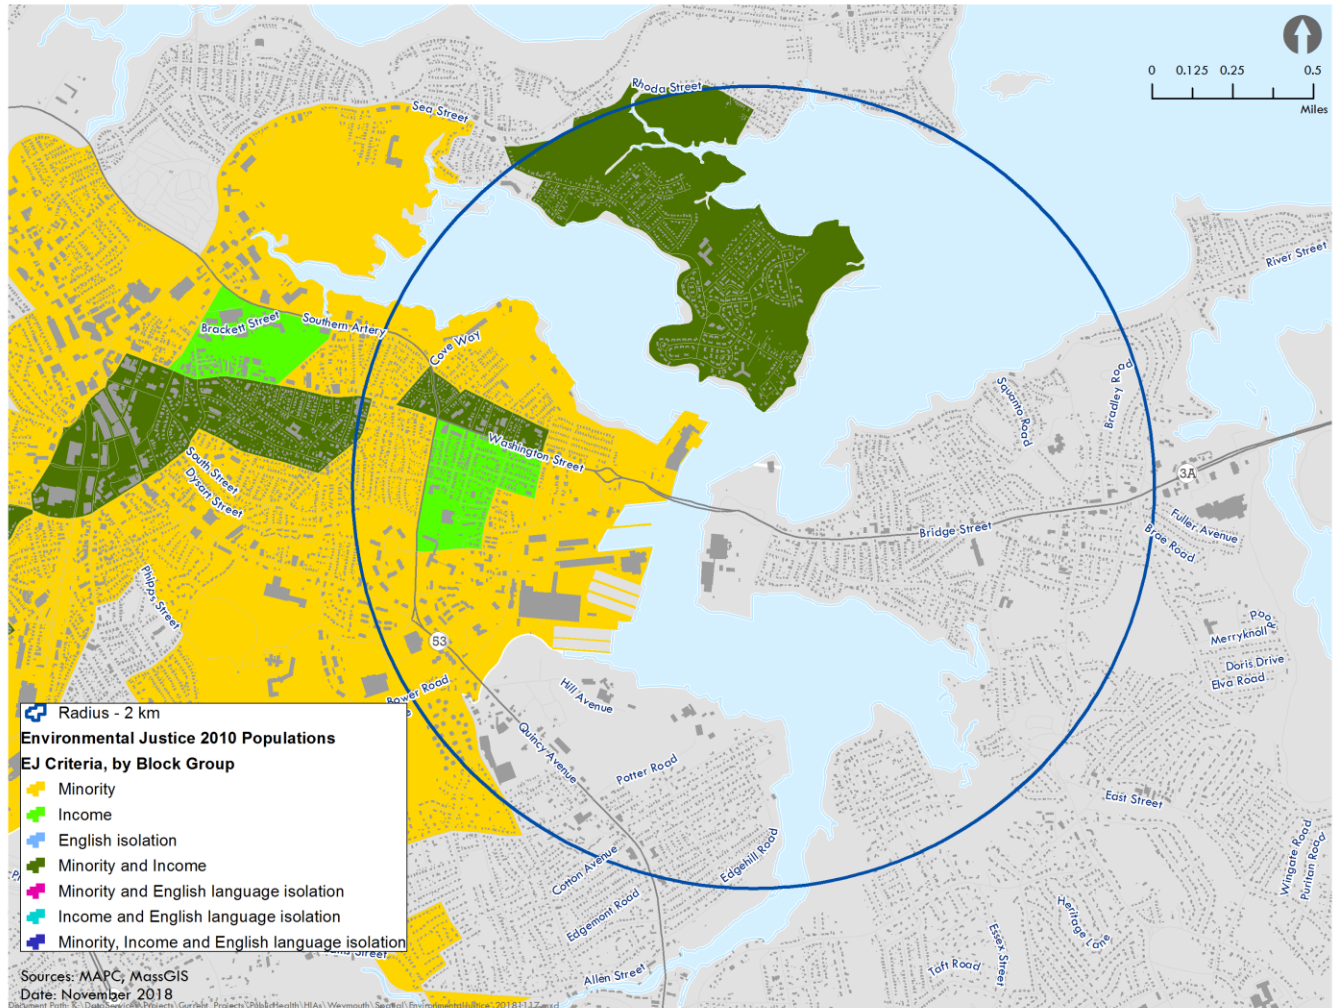 Rhoda Street
Sea Street
0 0.125 0.25 0.5
Miles
River Street
Brackett Street
Southern Artery
Cove Way
Squanto Road
Bradley Road
Washington Street
South Street
Dysart Street
3A
Bridge Street
Fuller Avenue
Brae Road
Phipps Street
53
Merryknoll
Doris Drive
Elva Road
Hill Avenue
Bower Road
Quincy Avenue
Potter Road
East Street
Cotton Avenue
Edgehill Road
Wingate Road
Puritan Road
Edgemont Road
Heritage Lane
Essex Street
Taft Road
Allen Street
Street
Radius - 2 km
Environmental Justice 2010 Populations
EJ Criteria, by Block Group
Minority
Income
English isolation
Minority and Income
Minority and English language isolation
Income and English language isolation
Minority, Income and English language isolation
Sources: MAPC, MassGIS
Date: November 2018